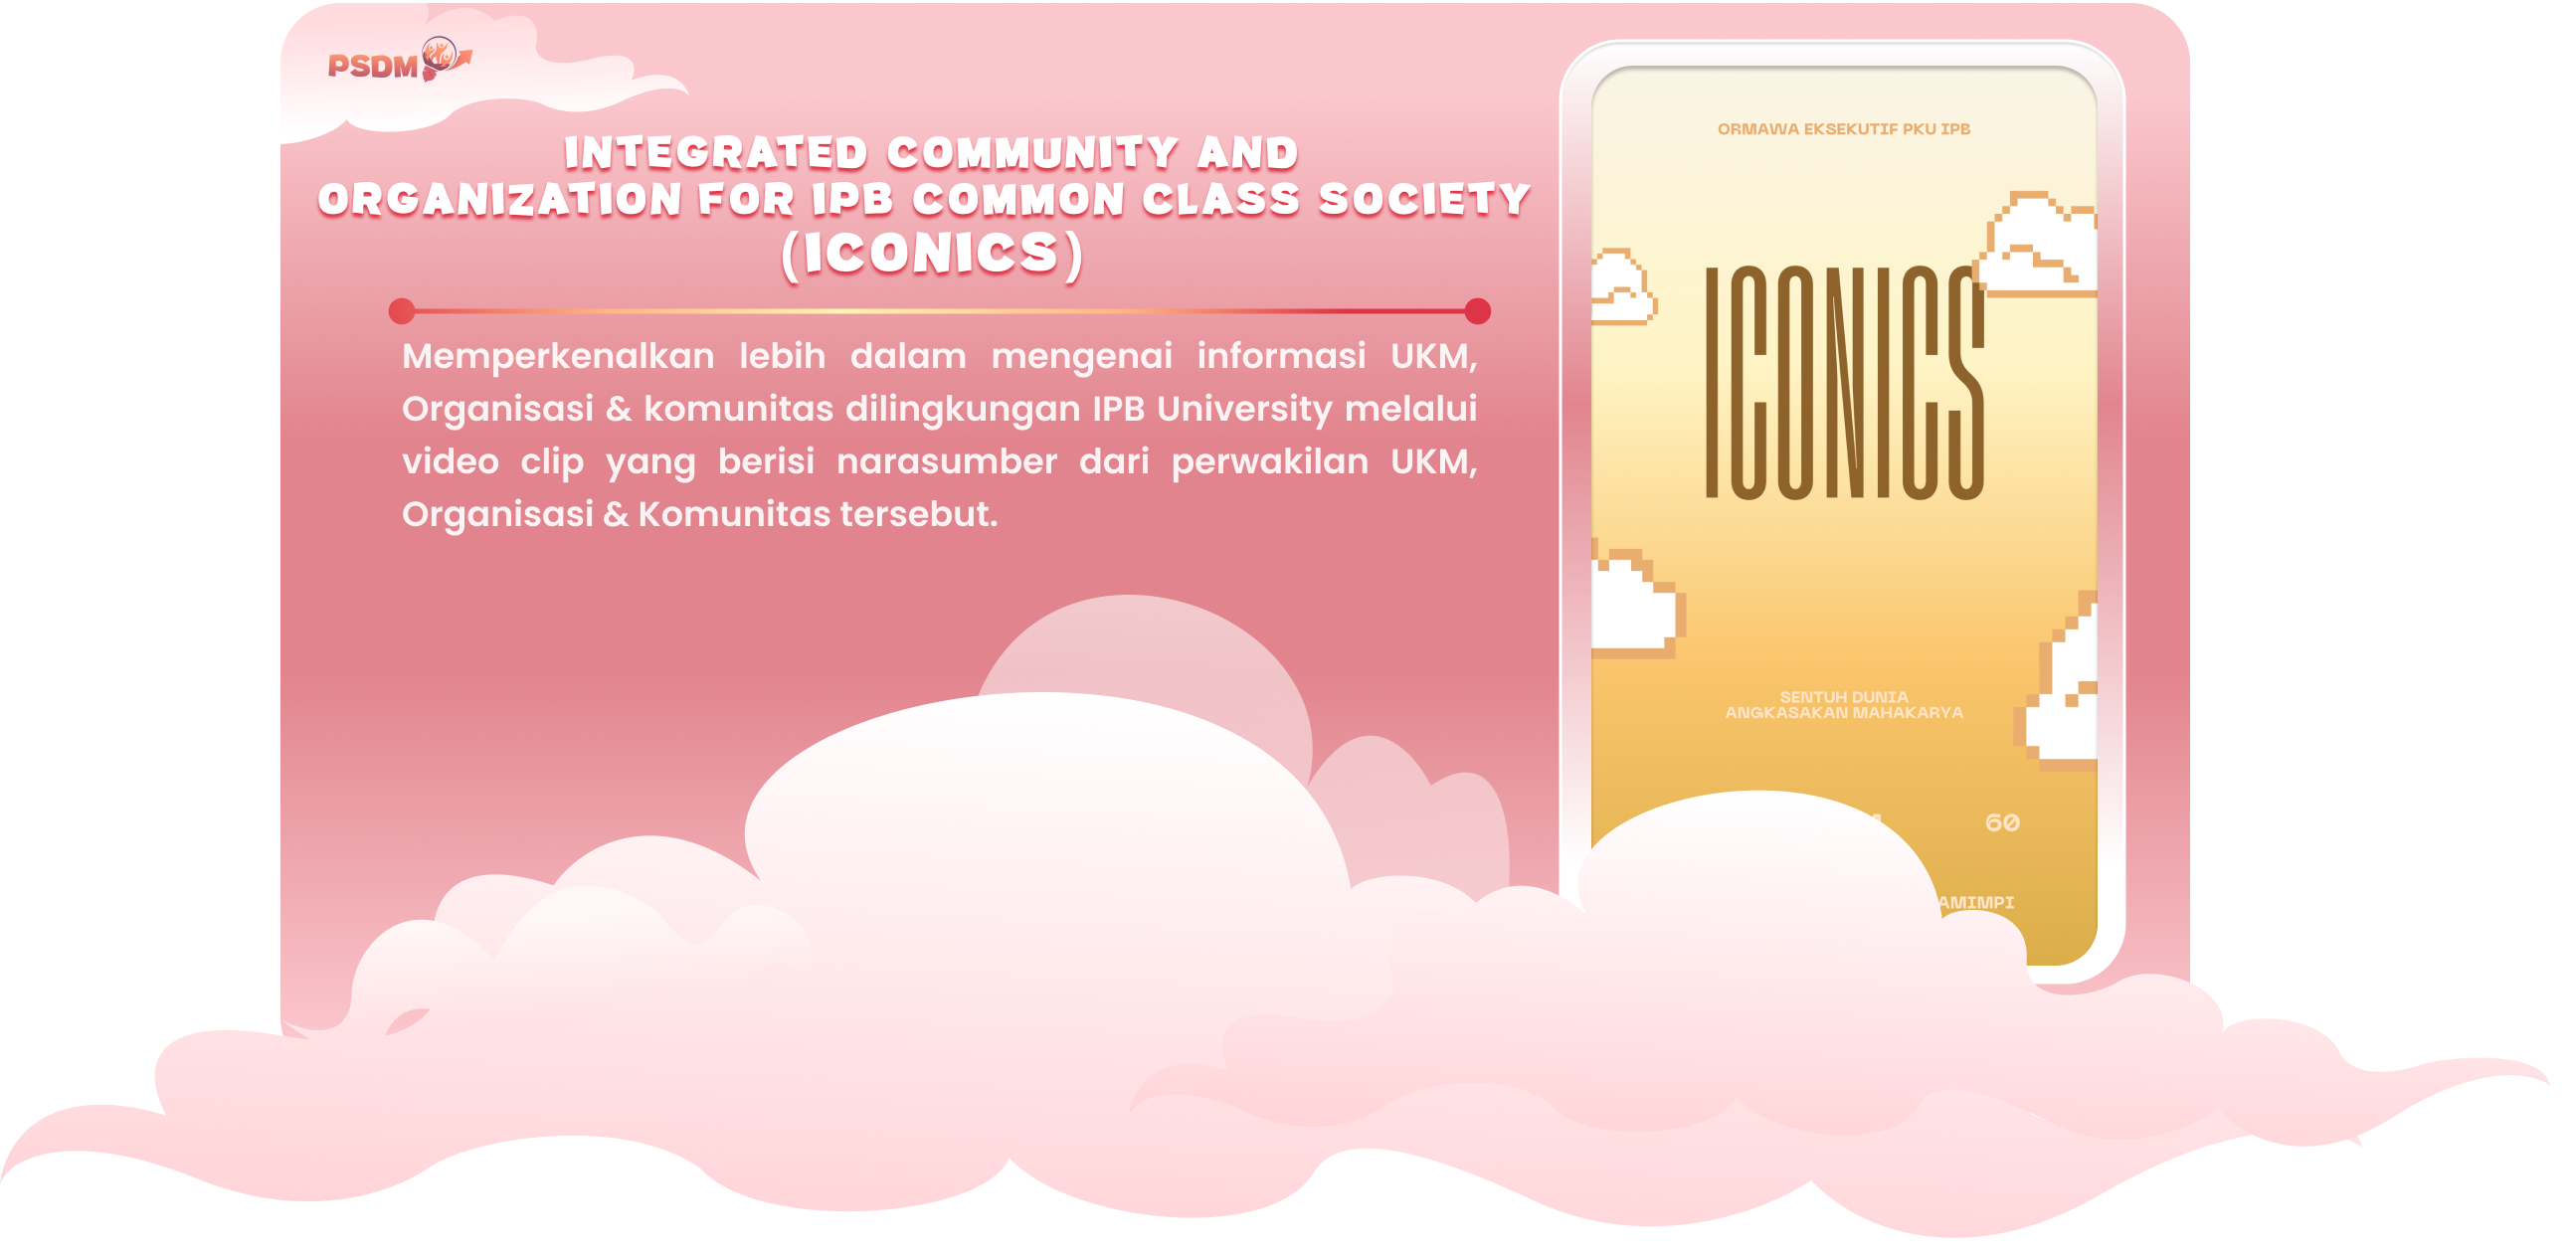 PSDM
INTEGRATED COMMUNITY AND
ORGANIZATION FOR IPB COMMON CLASS SOCIETY
(ICONICS)
Memperkenalkan lebih dalam mengenai informasi UKM,
Organisasi & komunitas dilingkungan IPB University melalui
video clip yang berisi narasumber dari perwakilan UKM,
Organisasi & Komunitas tersebut.
ORMAWA EKSEKUTIF PKU IPB
ICONICS
SENTUH DUNIA
ANGKASAKAN MAHAKARYA
60